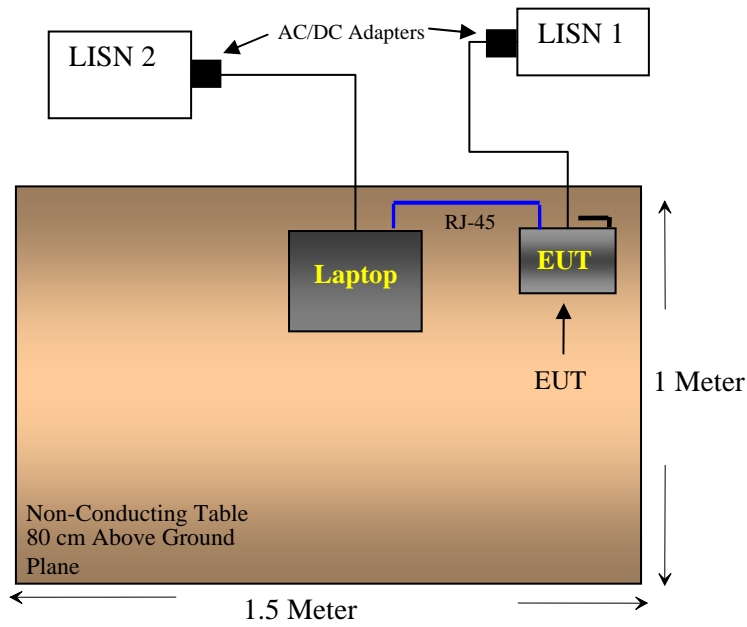 AC/DC Adapters
LISN 2
LISN 1
RJ-45
Laptop
EUT
EUT
1 Meter
Non-Conducting Table
80 cm Above Ground
Plane
1.5 Meter